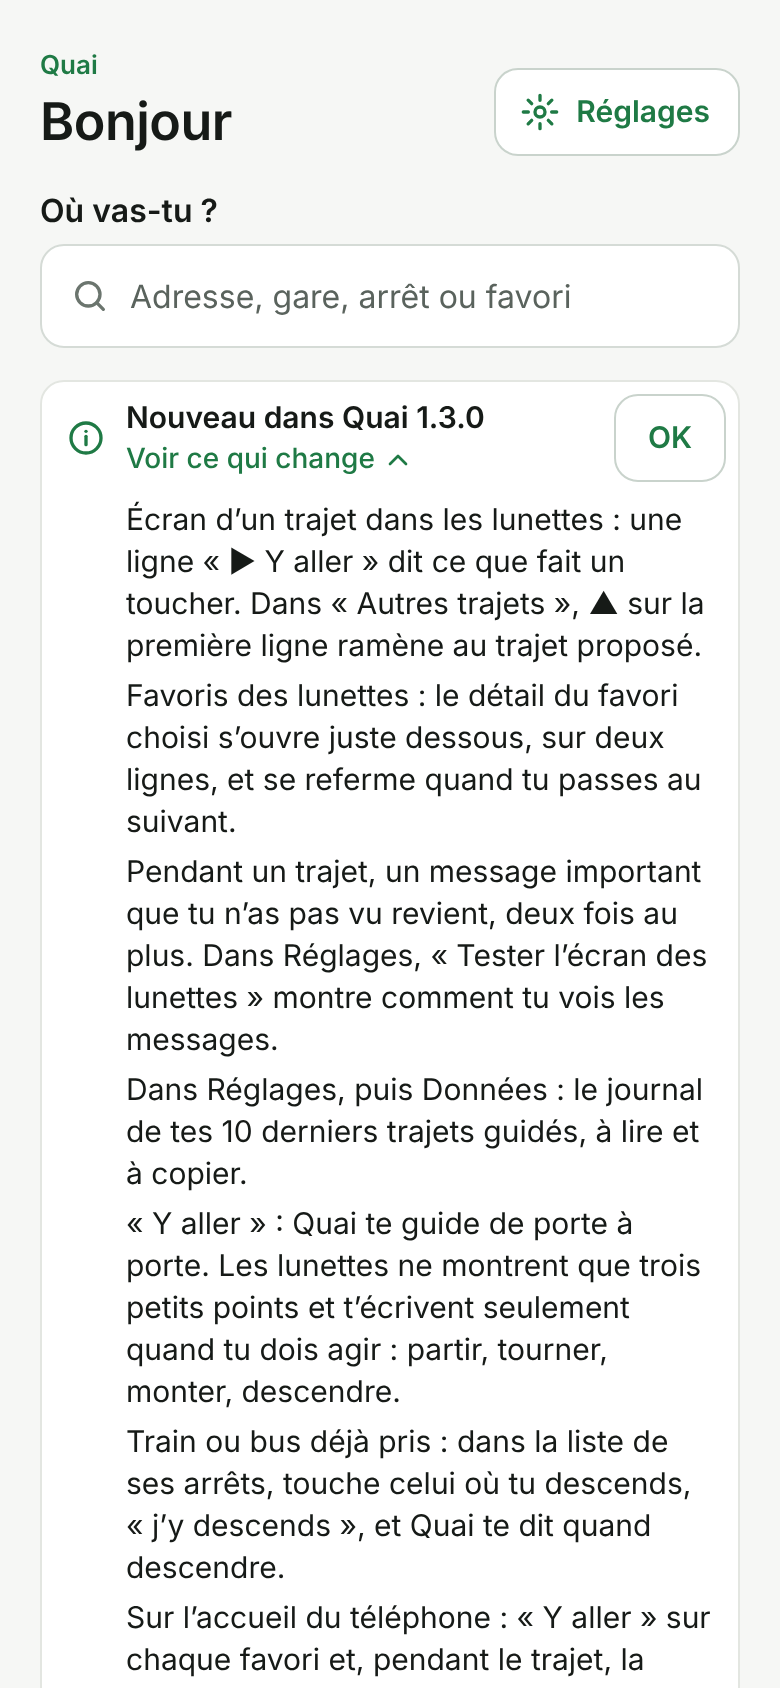 Quai
Bonjour
Réglages
Où vas-tu ?
Adresse, gare, arrêt ou favori
Nouveau dans Quai 1.3.0
Voir ce qui change
OK
Écran d’un trajet dans les lunettes : une
ligne « ▶ Y aller » dit ce que fait un
toucher. Dans « Autres trajets », ▲ sur la
première ligne ramène au trajet proposé.
Favoris des lunettes : le détail du favori
choisi s’ouvre juste dessous, sur deux
lignes, et se referme quand tu passes au
suivant.
Pendant un trajet, un message important
que tu n’as pas vu revient, deux fois au
plus. Dans Réglages, « Tester l’écran des
lunettes » montre comment tu vois les
messages.
Dans Réglages, puis Données : le journal
de tes 10 derniers trajets guidés, à lire et
à copier.
« Y aller » : Quai te guide de porte à
porte. Les lunettes ne montrent que trois
petits points et t’écrivent seulement
quand tu dois agir : partir, tourner,
monter, descendre.
Train ou bus déjà pris : dans la liste de
ses arrêts, touche celui où tu descends,
« j’y descends », et Quai te dit quand
descendre.
Sur l’accueil du téléphone : « Y aller » sur
chaque favori et, pendant le trajet, la